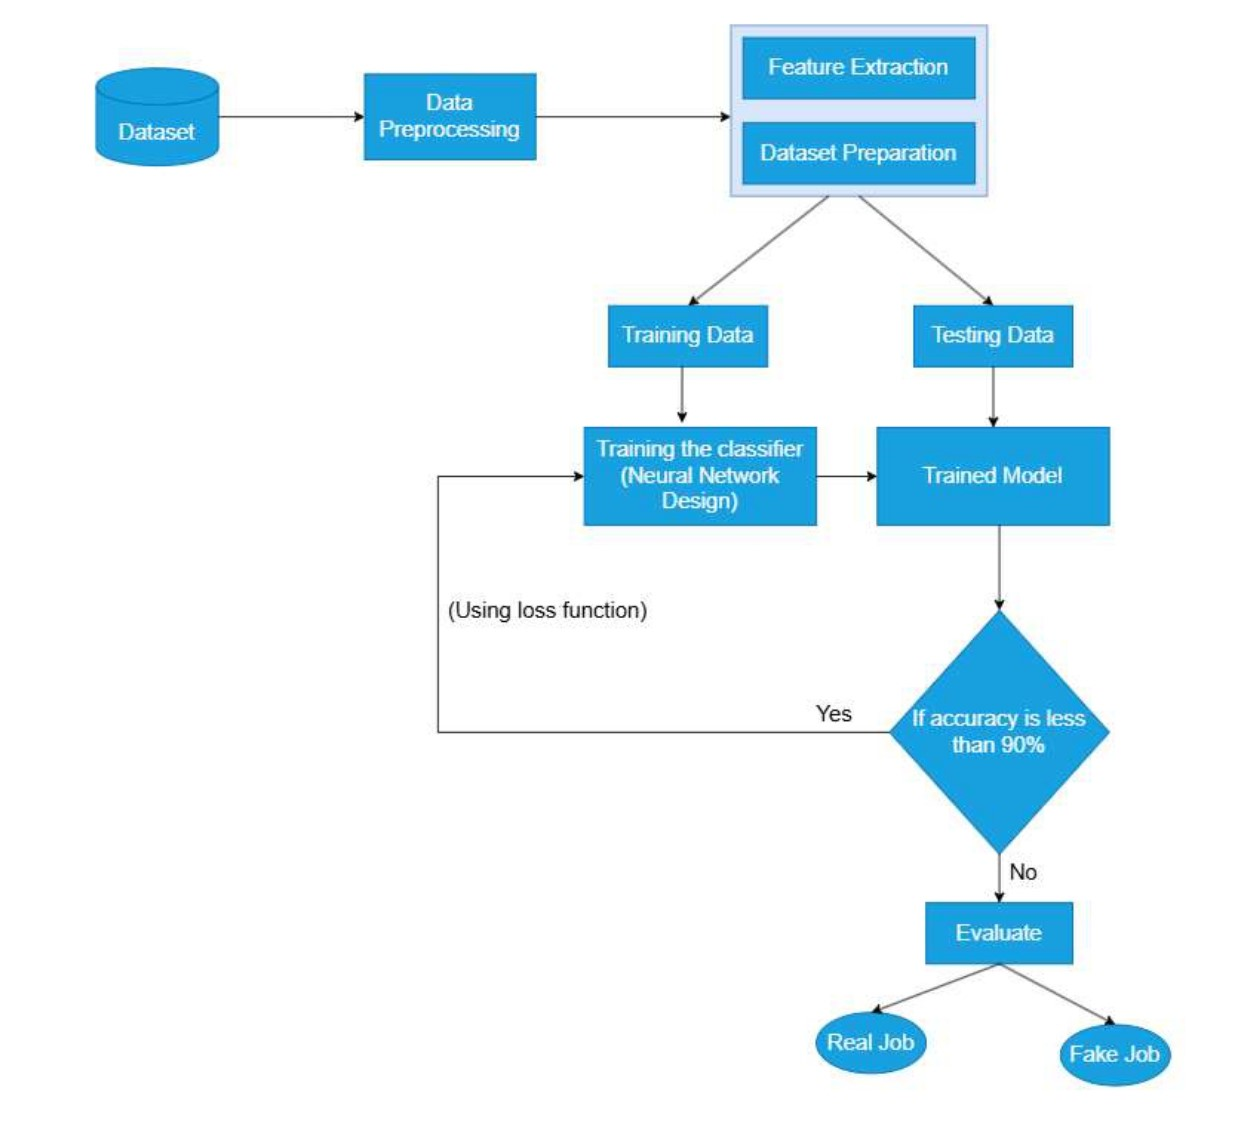 Feature Extraction
Data
Preprocessing
Dataset
Dataset Preparation
Training Data
Testing Data
Training the classifier
(Neural Network
Design)
Trained Model
(Using loss function)
Yes
If accuracy is less
than 90%
No
Evaluate
Real Job
Fake Job